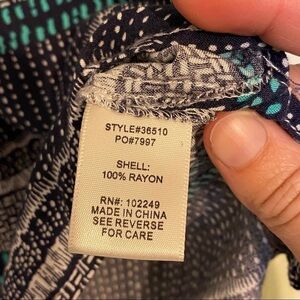 STYLE#36510
PO#7997
SHELL:
100% RAYON
RN#: 102249
MADE IN CHINA
SEE REVERSE
FOR CARE